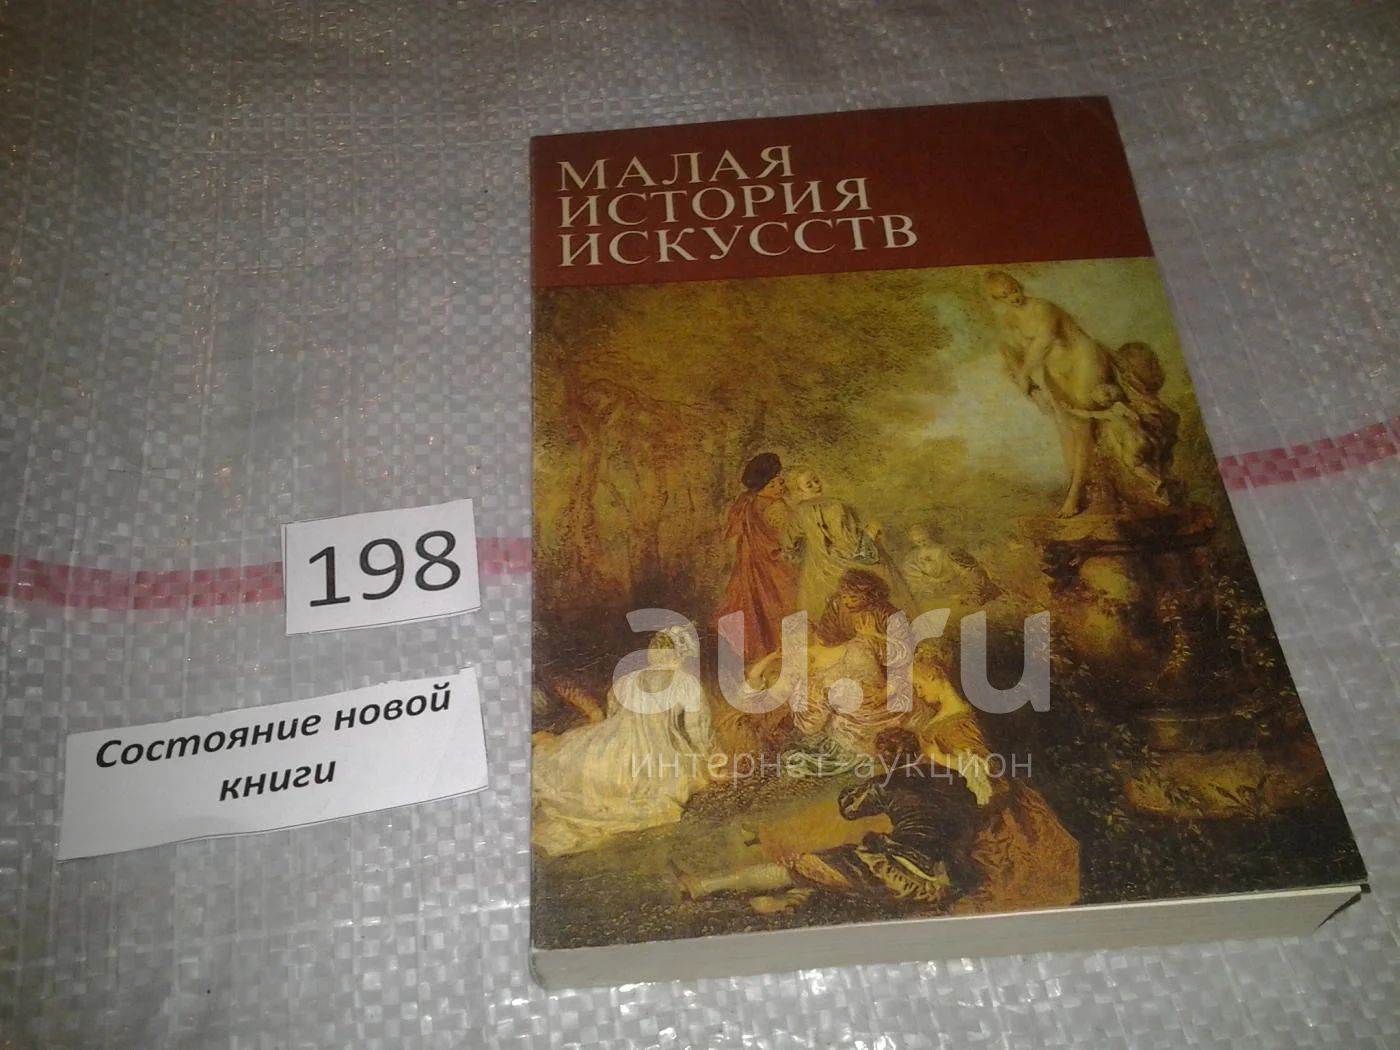 МАЛАЯ
ИСТОРИЯ
ИСКУССТВ
198
Состояние новой
книги
au.ru
интернет-аукцион